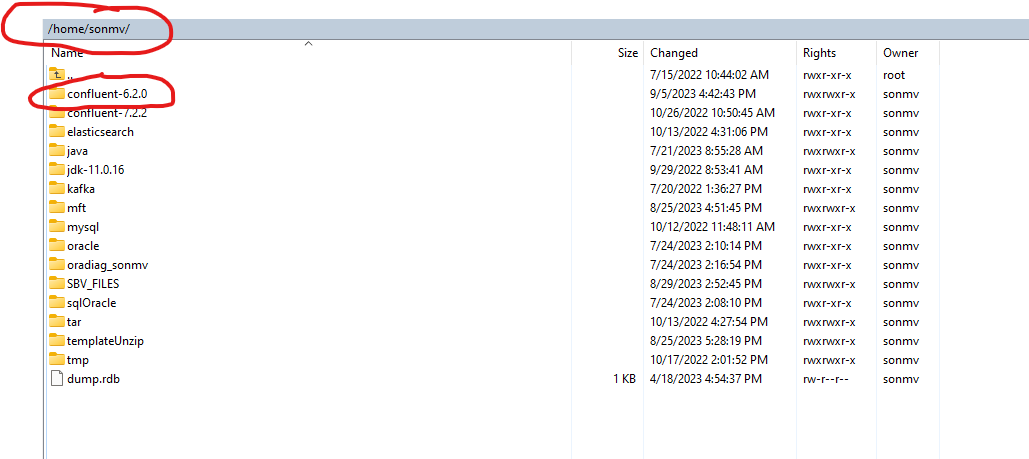 /home/sonmv/
Name Size Changed Rights Owner
.. 7/15/2022 10:44:02 AM rwxr-xr-x root
confluent-6.2.0 9/5/2023 4:42:43 PM rwxrwxr-x sonmv
confluent-7.2.2 10/26/2022 10:50:45 AM rwxr-xr-x sonmv
elasticsearch 10/13/2022 4:31:06 PM rwxrwxr-x sonmv
java 7/21/2023 8:55:28 AM rwxrwxr-x sonmv
jdk-11.0.16 9/29/2022 8:53:41 AM rwxr-xr-x sonmv
kafka 7/20/2022 1:36:27 PM rwxr-xr-x sonmv
mft 8/25/2023 4:51:45 PM rwxrwxr-x sonmv
mysql 10/12/2022 11:48:11 AM rwxr-xr-x sonmv
oracle 7/24/2023 2:10:14 PM rwxr-xr-x sonmv
oradiag_sonmv 7/24/2023 2:16:54 PM rwxr-xr-x sonmv
SBV_FILES 8/29/2023 2:52:45 PM rwxrwxr-x sonmv
sqlOracle 7/24/2023 2:08:10 PM rwxr-xr-x sonmv
tar 10/13/2022 4:27:54 PM rwxrwxr-x sonmv
templateUnzip 8/25/2023 5:28:19 PM rwxrwxr-x sonmv
tmp 10/17/2022 2:01:52 PM rwxrwxr-x sonmv
dump.rdb 1 KB 4/18/2023 4:54:37 PM rw-r--r-- sonmv